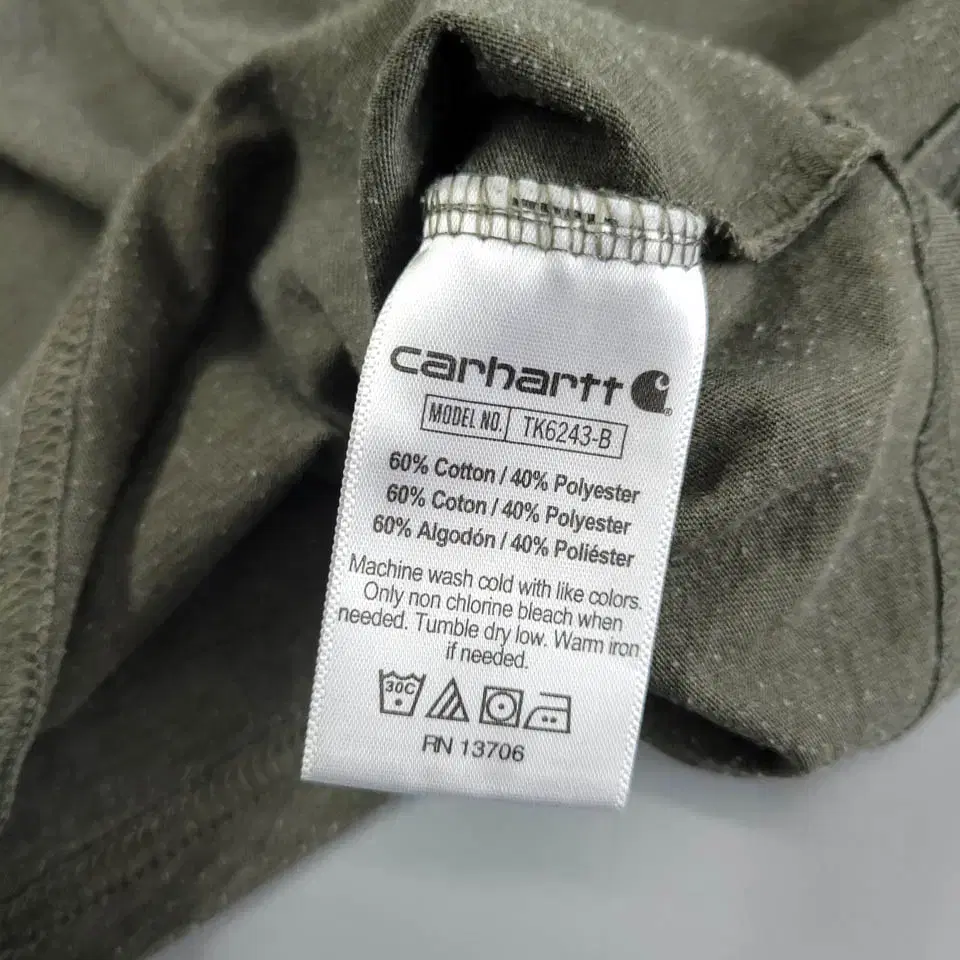 carhartt
MODEL NO. TK6243-B
60% Cotton / 40% Polyester
60% Coton / 40% Polyester
60% Algodón / 40% Poliéster
Machine wash cold with like colors.
Only non chlorine bleach when
needed. Tumble dry low. Warm iron
if needed.
30C
RN 13706